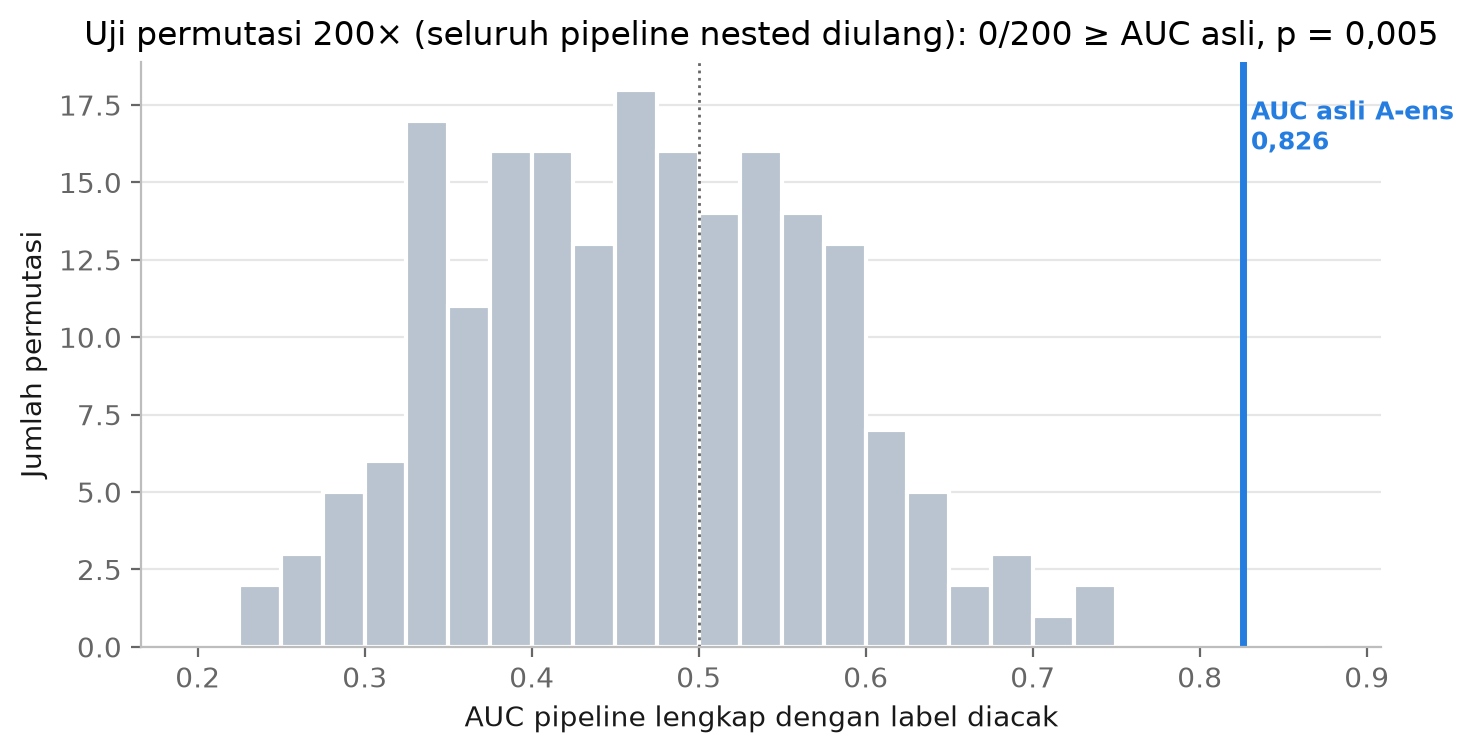 Uji permutasi 200× (seluruh pipeline nested diulang): 0/200 ≥ AUC asli, p = 0,005
AUC asli A-ens
0,826
Jumlah permutasi
17.5
15.0
12.5
10.0
7.5
5.0
2.5
0.0
0.2 0.3 0.4 0.5 0.6 0.7 0.8 0.9
AUC pipeline lengkap dengan label diacak